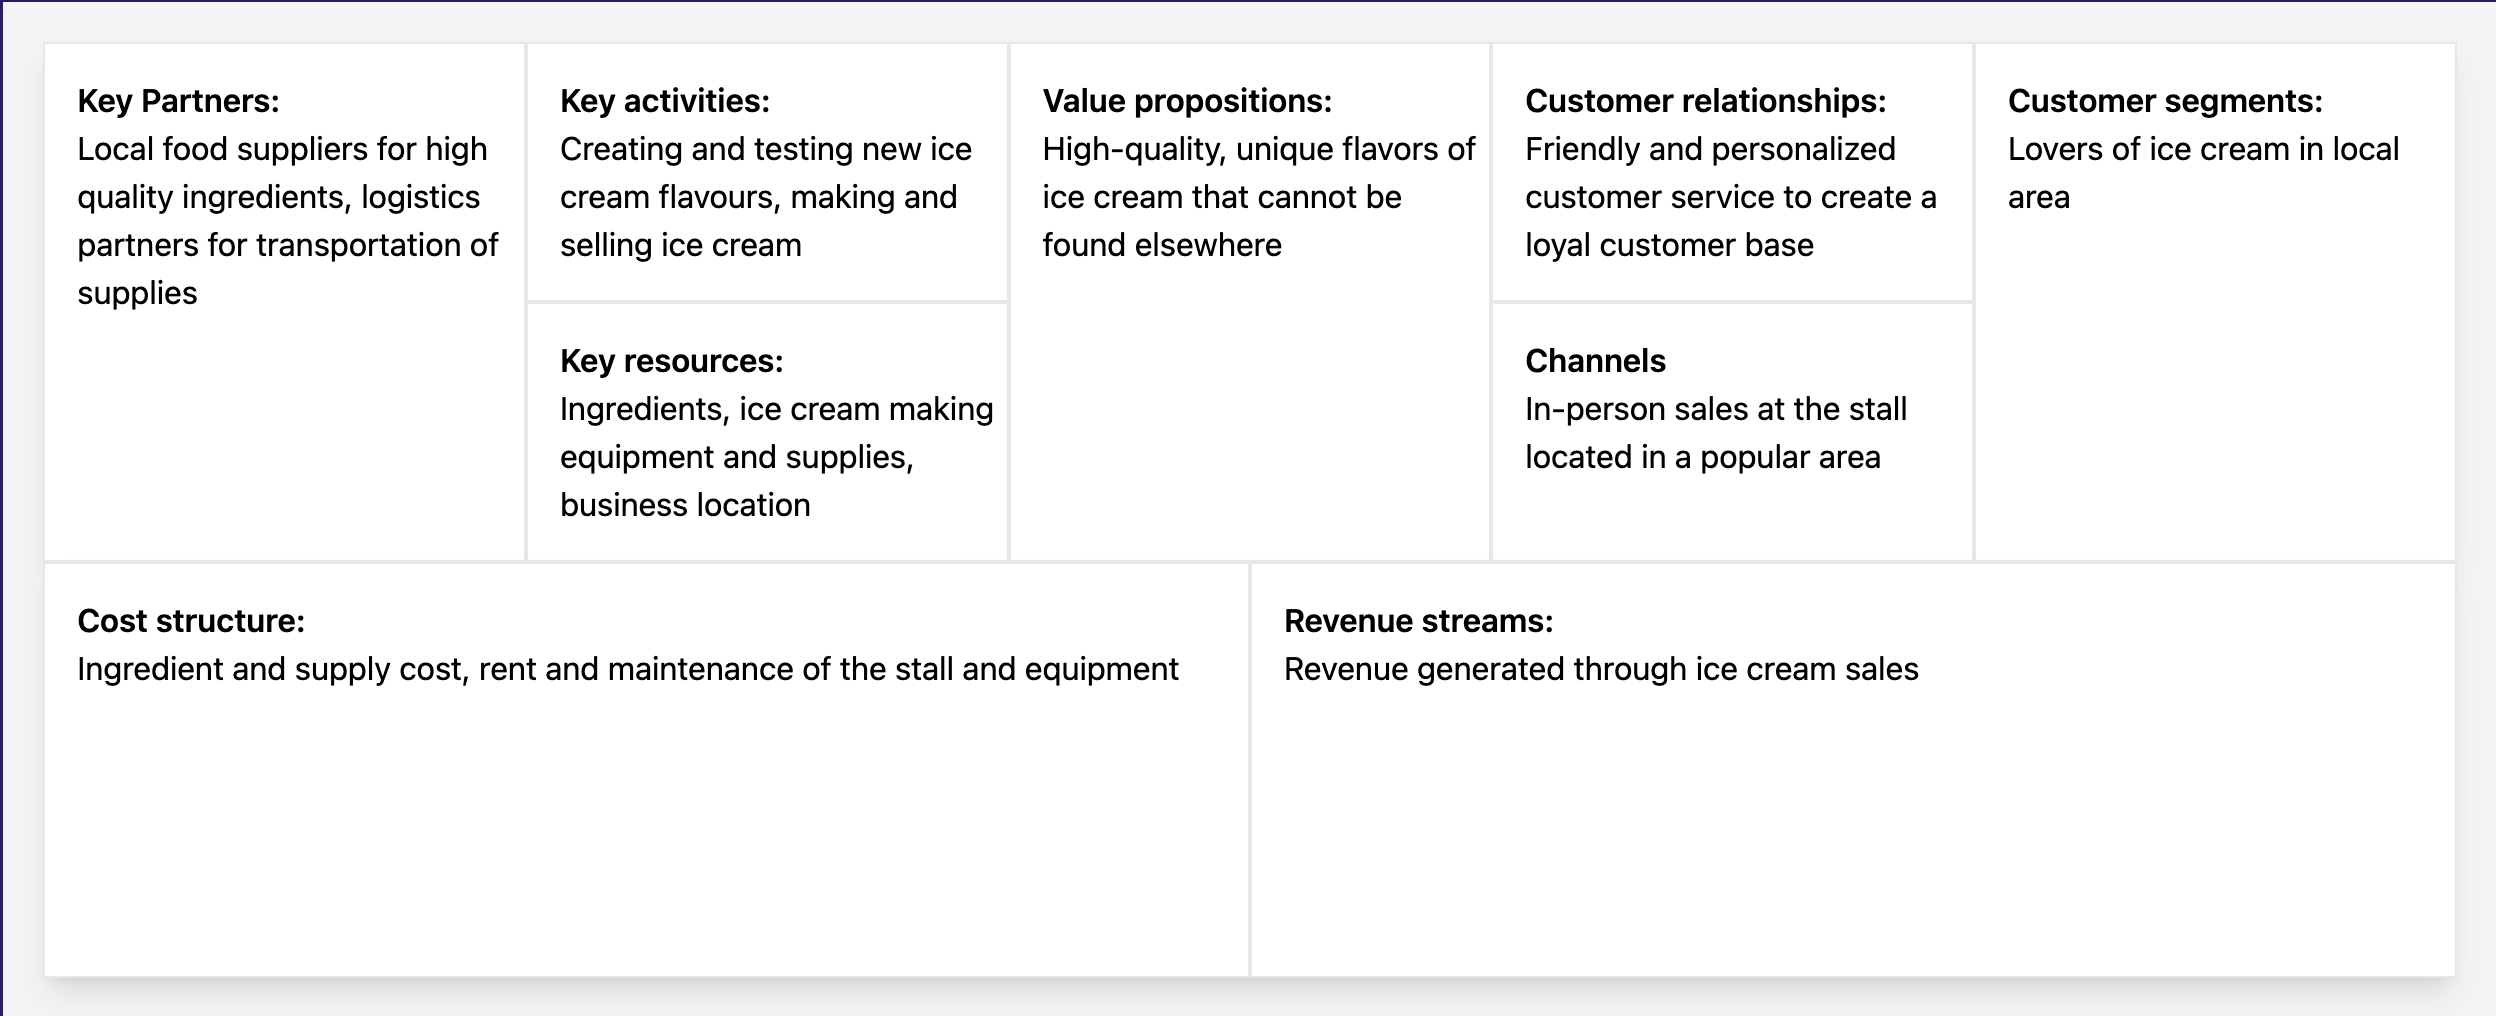 Key Partners:
Local food suppliers for high
quality ingredients, logistics
partners for transportation of
supplies
Key activities:
Creating and testing new ice
cream flavours, making and
selling ice cream
Key resources:
Ingredients, ice cream making
equipment and supplies,
business location
Value propositions:
High-quality, unique flavors of
ice cream that cannot be
found elsewhere
Customer relationships:
Friendly and personalized
customer service to create a
loyal customer base
Channels
In-person sales at the stall
located in a popular area
Customer segments:
Lovers of ice cream in local
area
Cost structure:
Ingredient and supply cost, rent and maintenance of the stall and equipment
Revenue streams:
Revenue generated through ice cream sales